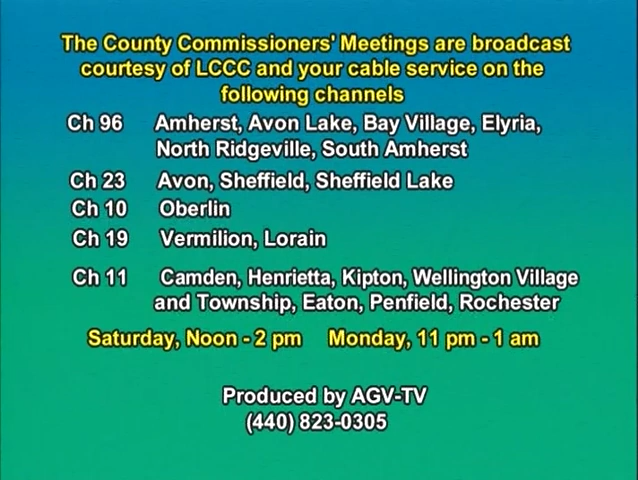 The County Commissioners' Meetings are broadcast
courtesy of LCCC and your cable service on the
following channels
Ch 96 Amherst, Avon Lake, Bay Village, Elyria,
North Ridgeville, South Amherst
Ch 23 Avon, Sheffield, Sheffield Lake
Ch 10 Oberlin
Ch 19 Vermilion, Lorain
Ch 11 Camden, Henrietta, Kipton, Wellington Village
and Township, Eaton, Penfield, Rochester
Saturday, Noon - 2 pm Monday, 11 pm - 1 am
Produced by AGV-TV
(440) 823-0305